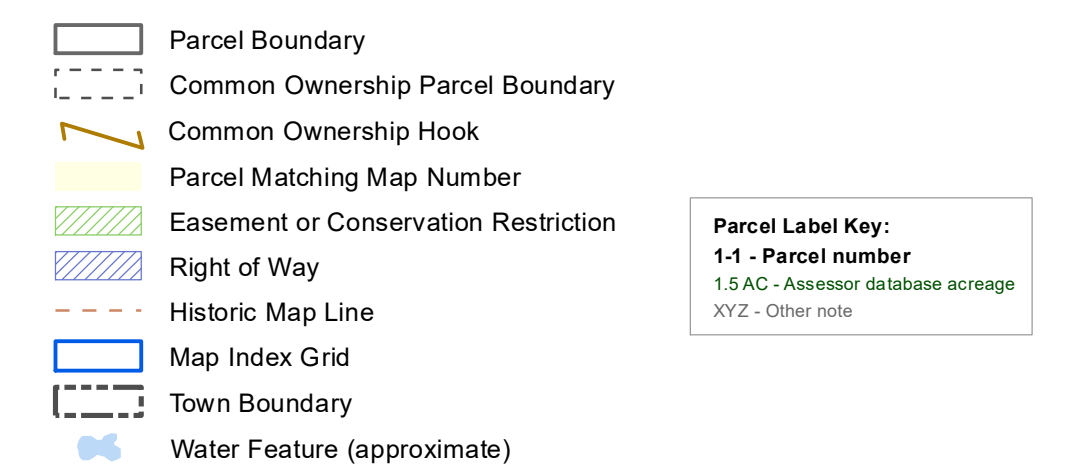 Parcel Boundary
Common Ownership Parcel Boundary
Common Ownership Hook
Parcel Matching Map Number
Easement or Conservation Restriction
Right of Way
Historic Map Line
Map Index Grid
Town Boundary
Water Feature (approximate)
Parcel Label Key:
1-1 - Parcel number
1.5 AC - Assessor database acreage
XYZ - Other note